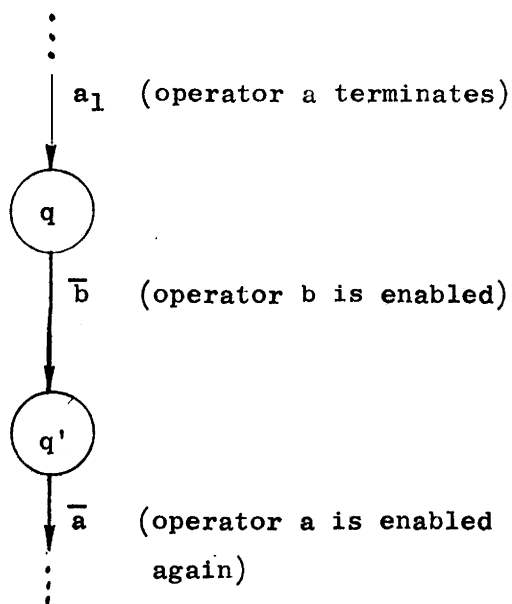 a₁ (operator a terminates)
q
b̅ (operator b is enabled)
q'
a̅ (operator a is enabled
again)